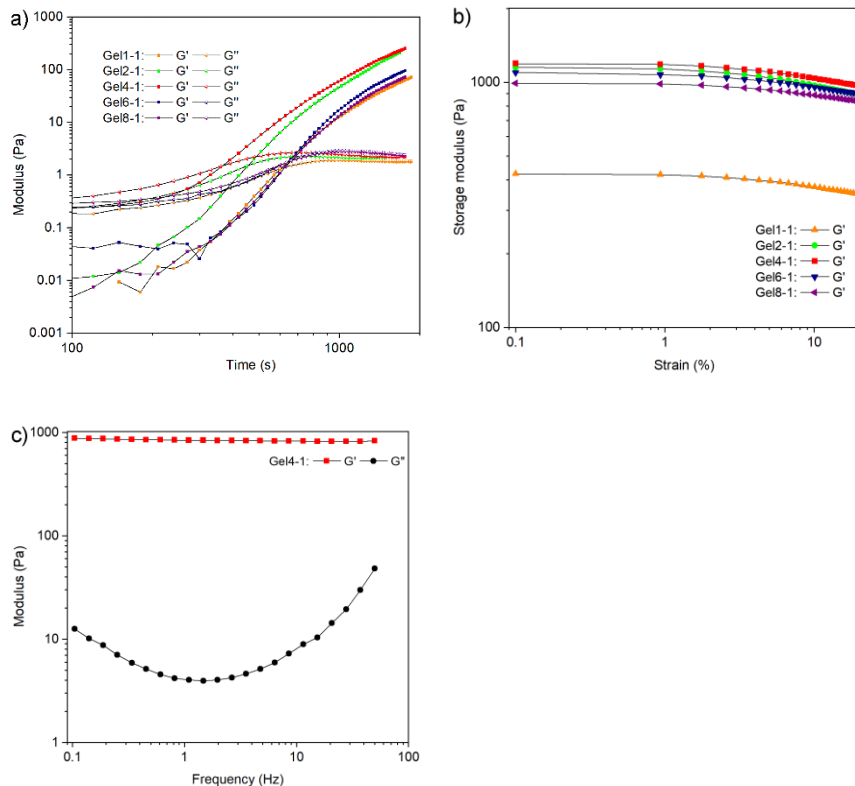 a)
1000
100
10
1
0.1
0.01
0.001
Modulus (Pa)
Gel1-1: G' G''
Gel2-1: G' G''
Gel4-1: G' G''
Gel6-1: G' G''
Gel8-1: G' G''
100 1000
Time (s)
b)
1000
100
Storage modulus (Pa)
Gel1-1: G'
Gel2-1: G'
Gel4-1: G'
Gel6-1: G'
Gel8-1: G'
0.1 1 10
Strain (%)
c)
1000
100
10
1
Modulus (Pa)
Gel4-1: G' G''
0.1 1 10 100
Frequency (Hz)